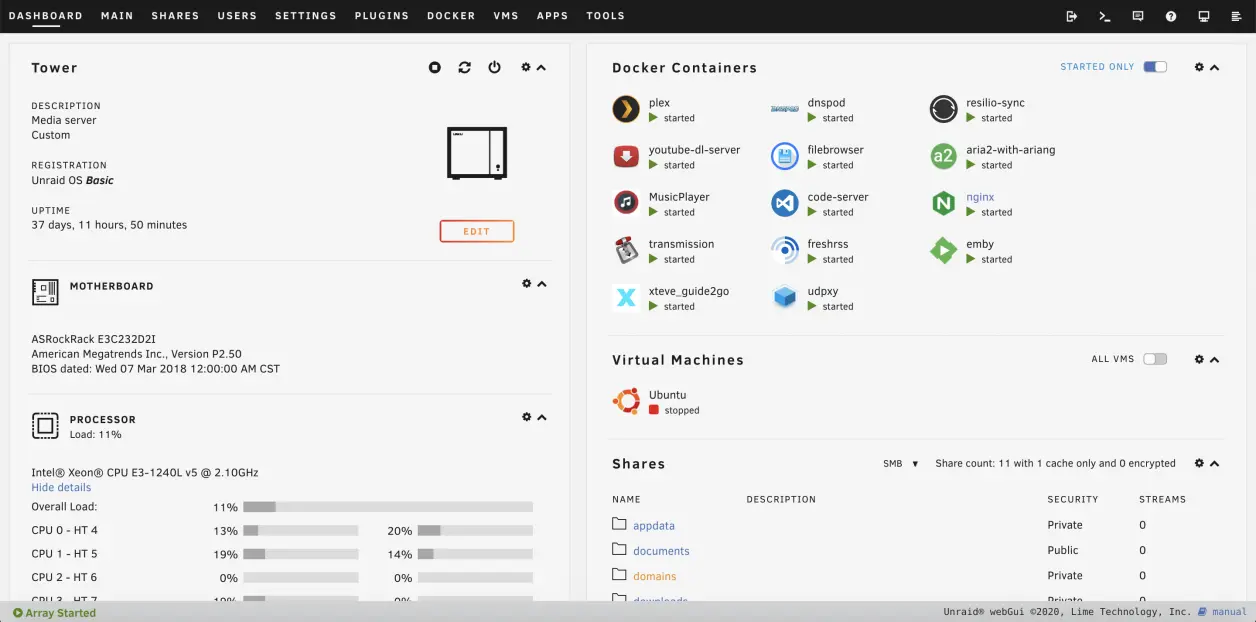 DASHBOARD MAIN SHARES USERS SETTINGS PLUGINS DOCKER VMS APPS TOOLS
Tower
DESCRIPTION
Media server
Custom
REGISTRATION
Unraid OS Basic
UPTIME
37 days, 11 hours, 50 minutes
EDIT
MOTHERBOARD
ASRockRack E3C232D2I
American Megatrends Inc., Version P2.50
BIOS dated: Wed 07 Mar 2018 12:00:00 AM CST
PROCESSOR
Load: 11%
Intel® Xeon® CPU E3-1240L v5 @ 2.10GHz
Hide details
Overall Load: 11%
CPU 0 - HT 4 13% 20%
CPU 1 - HT 5 19% 14%
CPU 2 - HT 6 0% 0%
CPU 3 - HT 7 19% 0%
Docker Containers STARTED ONLY
plex dnspod resilio-sync
started started started
youtube-dl-server filebrowser aria2-with-ariang
started started started
MusicPlayer code-server nginx
started started started
transmission freshrss emby
started started started
xteve_guide2go udpxy
started started
Virtual Machines ALL VMS
Ubuntu
stopped
Shares SMB Share count: 11 with 1 cache only and 0 encrypted
NAME DESCRIPTION SECURITY STREAMS
appdata Private 0
documents Public 0
domains Private 0
downloads Private 0
Array Started Unraid® webGui ©2020, Lime Technology, Inc. manual